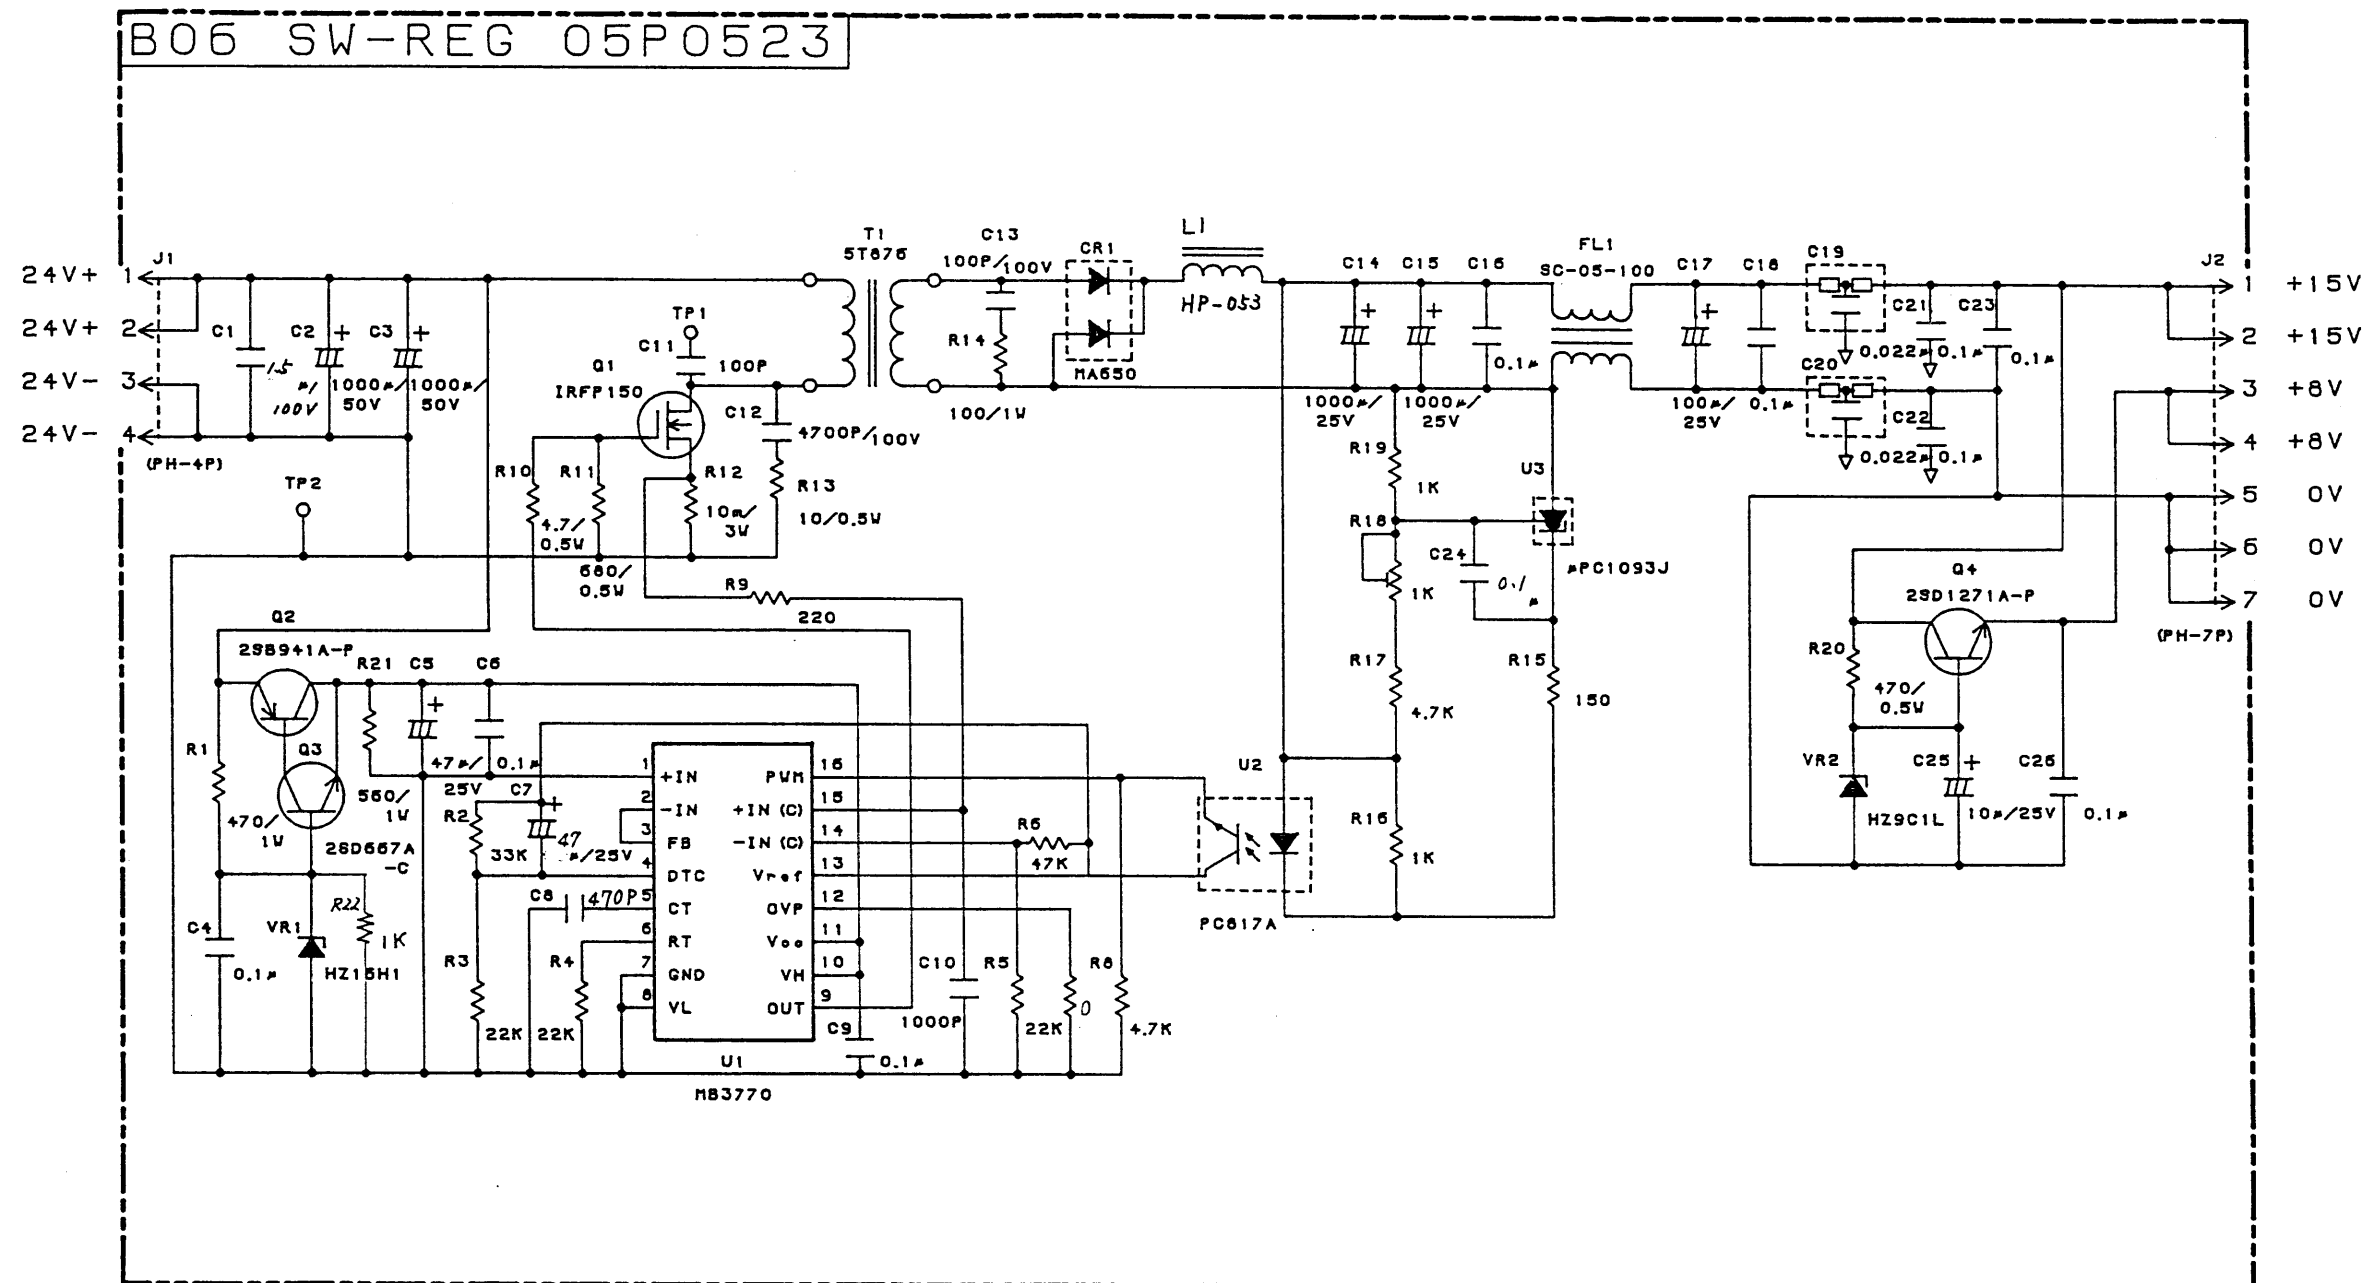 B06 SW-REG 05P0523
24V+ 1
24V+ 2
24V- 3
24V- 4
J1
(PH-4P)
C1
1.5
μ/
100V
C2 +
1000μ/
50V
C3 +
1000μ/
50V
TP2
Q1
IRFP150
TP1
C11
100P
C12
4700P/100V
R10
4.7/
0.5W
R11
680/
0.5W
R12
10m/
3W
R13
10/0.5W
R9
220
T1
5T876
C13
100P/100V
R14
100/1W
CR1
MA650
L1
HP-053
C14
+
1000μ/
25V
C15
+
1000μ/
25V
C16
0.1μ
FL1
SC-05-100
C17
+
100μ/
25V
C18
0.1μ
C19
0.022μ
C20
0.022μ
C21
0.1μ
C22
0.1μ
C23
0.1μ
J2
1 +15V
2 +15V
3 +8V
4 +8V
5 0V
6 0V
7 0V
(PH-7P)
R19
1K
R18
1K
C24
0.1
μ
U3
μPC1093J
R17
4.7K
R15
150
R16
1K
U2
PC817A
Q4
2SD1271A-P
R20
470/
0.5W
VR2
HZ9C1L
C25
+
10μ/25V
C26
0.1μ
Q2
2SB941A-P
R1
470/
1W
Q3
2SD667A
-C
R21
560/
1W
C5
+
47μ/
25V
C6
0.1μ
C4
0.1μ
VR1
HZ15H1
R22
1K
C7
+
47
μ/25V
R2
33K
C8
470P
R3
22K
R4
22K
1 +IN
2 -IN
3 FB
4 DTC
5 CT
6 RT
7 GND
8 VL
PWM 16
+IN (C) 15
-IN (C) 14
Vref 13
OVP 12
Vcc 11
VH 10
OUT 9
U1
MB3770
R6
47K
C9
0.1μ
C10
1000P
R5
22K
0
R8
4.7K